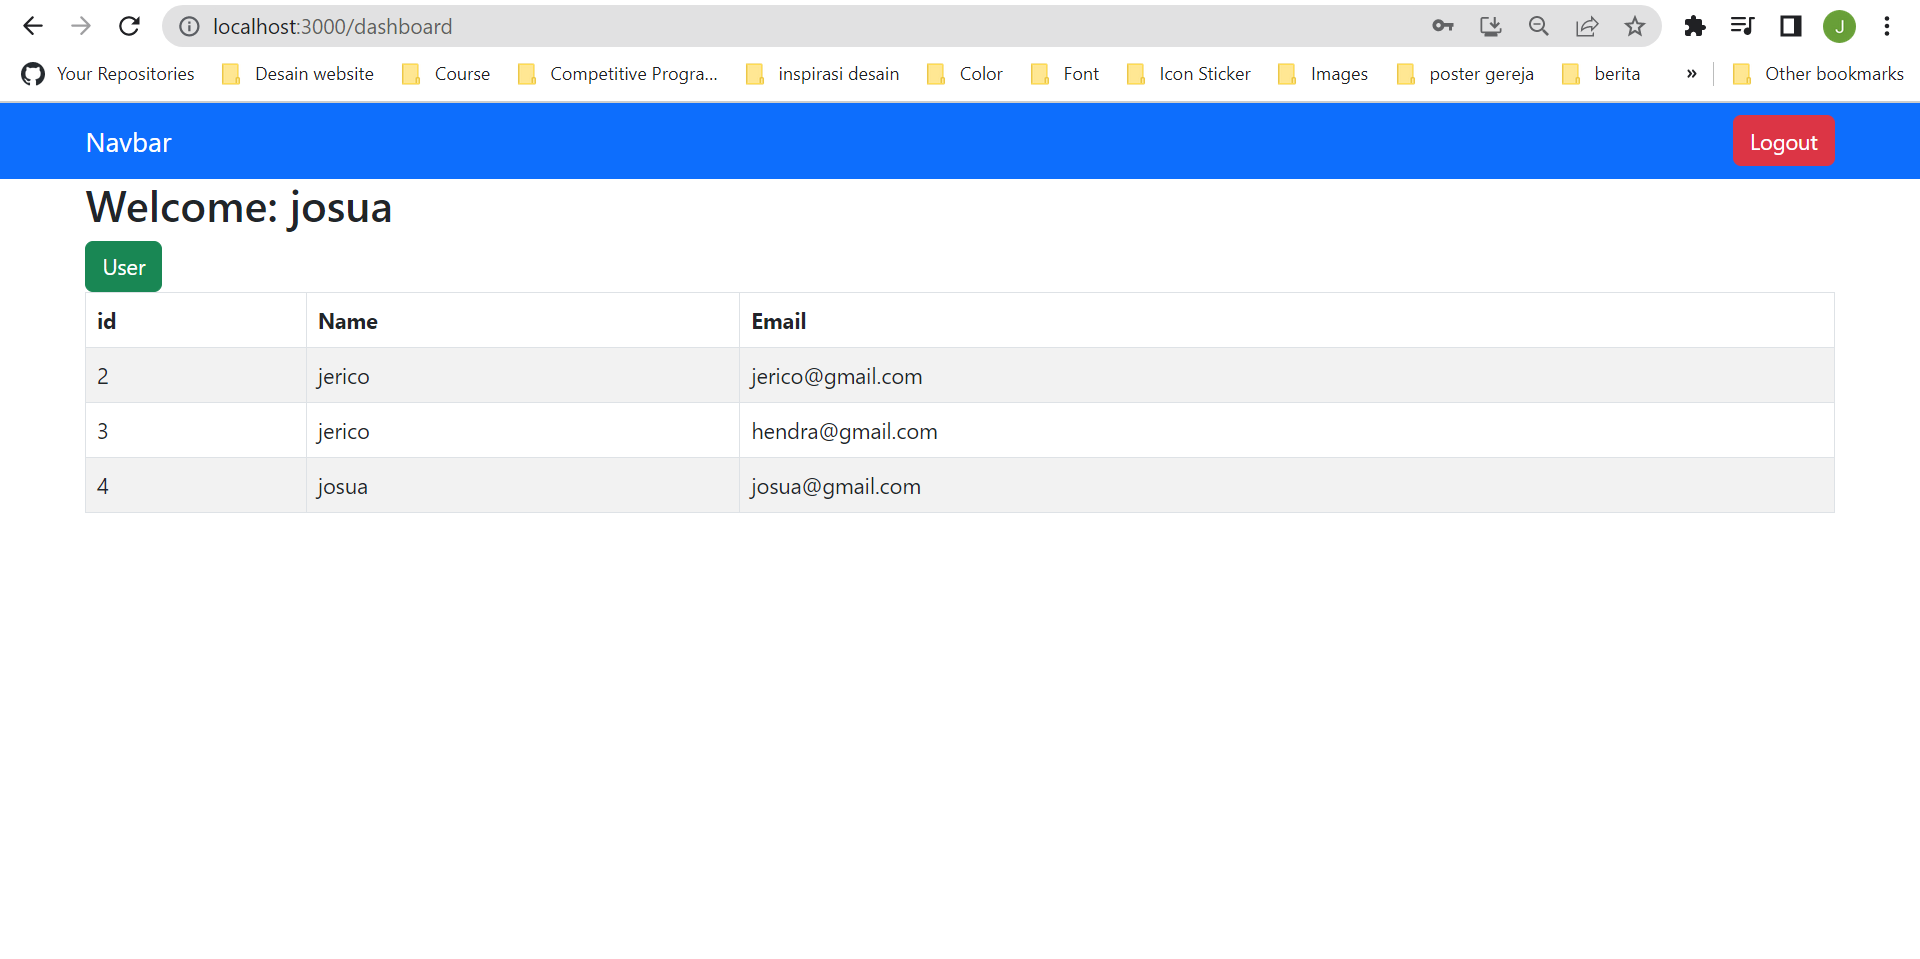 localhost:3000/dashboard J
Your Repositories Desain website Course Competitive Progra... inspirasi desain Color Font Icon Sticker Images poster gereja berita » Other bookmarks
Navbar Logout
Welcome: josua
User
id Name Email
2 jerico jerico@gmail.com
3 jerico hendra@gmail.com
4 josua josua@gmail.com